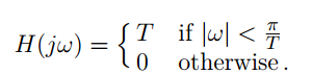 H(jω) = { T if |ω| < π/T
0 otherwise.